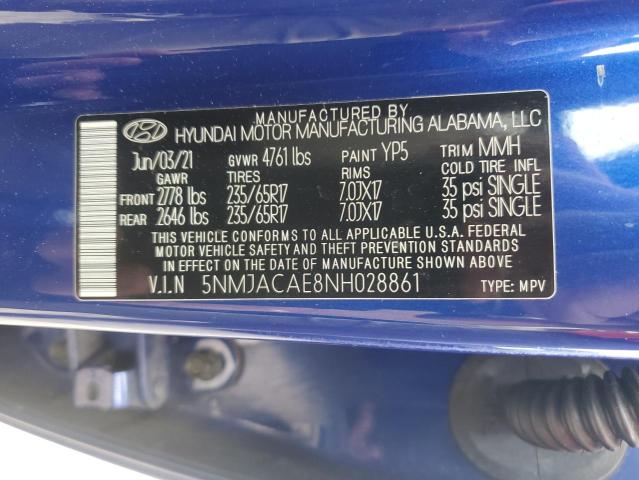 MANUFACTURED BY
HYUNDAI MOTOR MANUFACTURING ALABAMA, LLC
Jun/03/21 GVWR 4761 lbs PAINT YP5 TRIM MMH
GAWR TIRES RIMS COLD TIRE INFL
FRONT 2778 lbs 235/65R17 7.0JX17 35 psi SINGLE
REAR 2646 lbs 235/65R17 7.0JX17 35 psi SINGLE
THIS VEHICLE CONFORMS TO ALL APPLICABLE U.S.A. FEDERAL
MOTOR VEHICLE SAFETY AND THEFT PREVENTION STANDARDS
IN EFFECT ON THE DATE OF MANUFACTURE SHOWN ABOVE
V.I.N 5NMJACAE8NH028861 TYPE: MPV